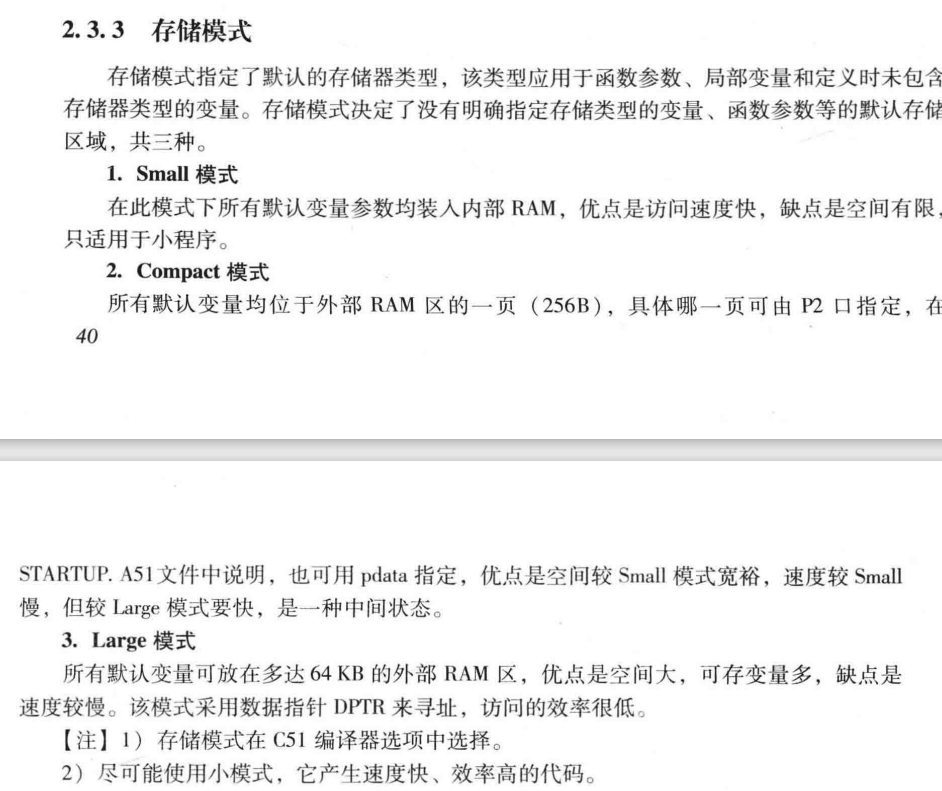 2.3.3 存储模式
存储模式指定了默认的存储器类型，该类型应用于函数参数、局部变量和定义时未包含
存储器类型的变量。存储模式决定了没有明确指定存储类型的变量、函数参数等的默认存储
区域，共三种。
1. Small 模式
在此模式下所有默认变量参数均装入内部 RAM，优点是访问速度快，缺点是空间有限，
只适用于小程序。
2. Compact 模式
所有默认变量均位于外部 RAM 区的一页（256B），具体哪一页可由 P2 口指定，在
40
STARTUP. A51文件中说明，也可用 pdata 指定，优点是空间较 Small 模式宽裕，速度较 Small
慢，但较 Large 模式要快，是一种中间状态。
3. Large 模式
所有默认变量可放在多达 64 KB 的外部 RAM 区，优点是空间大，可存变量多，缺点是
速度较慢。该模式采用数据指针 DPTR 来寻址，访问的效率很低。
【注】1）存储模式在 C51 编译器选项中选择。
2）尽可能使用小模式，它产生速度快、效率高的代码。